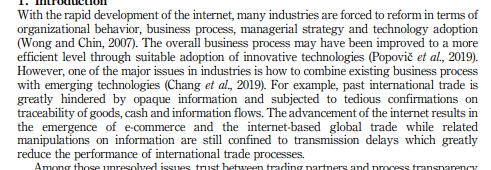 1. Introduction
With the rapid development of the internet, many industries are forced to reform in terms of
organizational behavior, business process, managerial strategy and technology adoption
(Wong and Chin, 2007). The overall business process may have been improved to a more
efficient level through suitable adoption of innovative technologies (Popovič et al., 2019).
However, one of the major issues in industries is how to combine existing business process
with emerging technologies (Chang et al., 2019). For example, past international trade is
greatly hindered by opaque information and subjected to tedious confirmations on
traceability of goods, cash and information flows. The advancement of the internet results in
the emergence of e-commerce and the internet-based global trade while related
manipulations on information are still confined to transmission delays which greatly
reduce the performance of international trade processes.
Among those unresolved issues, trust between trading partners and process transparency